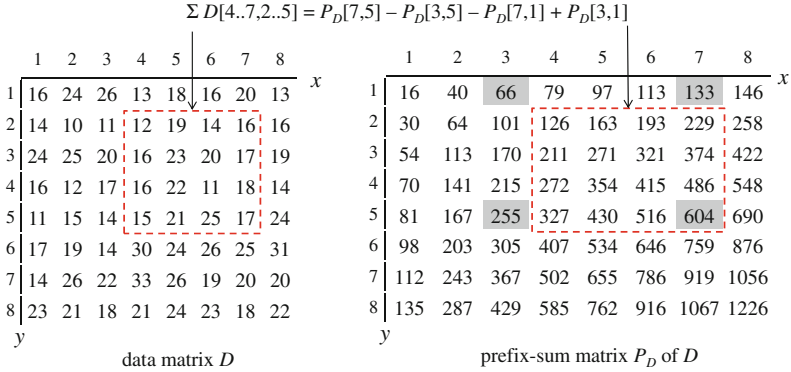 Σ D[4..7,2..5] = P_D[7,5] – P_D[3,5] – P_D[7,1] + P_D[3,1]
1 2 3 4 5 6 7 8 x
1 16 24 26 13 18 16 20 13
2 14 10 11 12 19 14 16 16
3 24 25 20 16 23 20 17 19
4 16 12 17 16 22 11 18 14
5 11 15 14 15 21 25 17 24
6 17 19 14 30 24 26 25 31
7 14 26 22 33 26 19 20 20
8 23 21 18 21 24 23 18 22
y
data matrix D
1 2 3 4 5 6 7 8 x
1 16 40 66 79 97 113 133 146
2 30 64 101 126 163 193 229 258
3 54 113 170 211 271 321 374 422
4 70 141 215 272 354 415 486 548
5 81 167 255 327 430 516 604 690
6 98 203 305 407 534 646 759 876
7 112 243 367 502 655 786 919 1056
8 135 287 429 585 762 916 1067 1226
y
prefix-sum matrix P_D of D